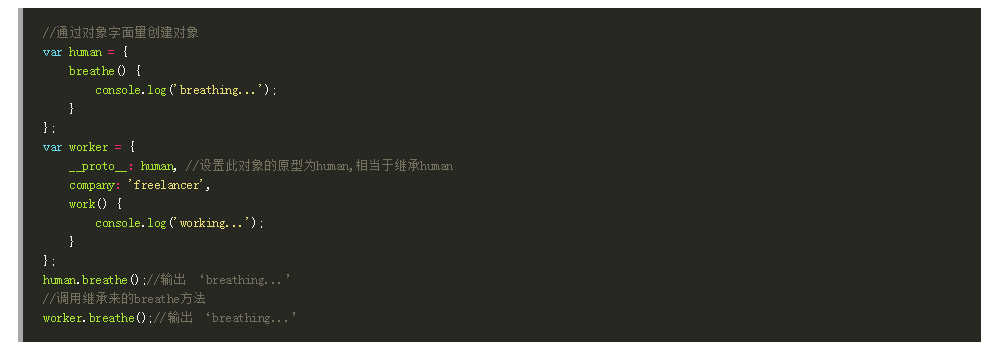 //通过对象字面量创建对象
var human = {
    breathe() {
        console.log('breathing...');
    }
};
var worker = {
    __proto__: human, //设置此对象的原型为human,相当于继承human
    company: 'freelancer',
    work() {
        console.log('working...');
    }
};
human.breathe();//输出 ‘breathing...’
//调用继承来的breathe方法
worker.breathe();//输出 ‘breathing...’